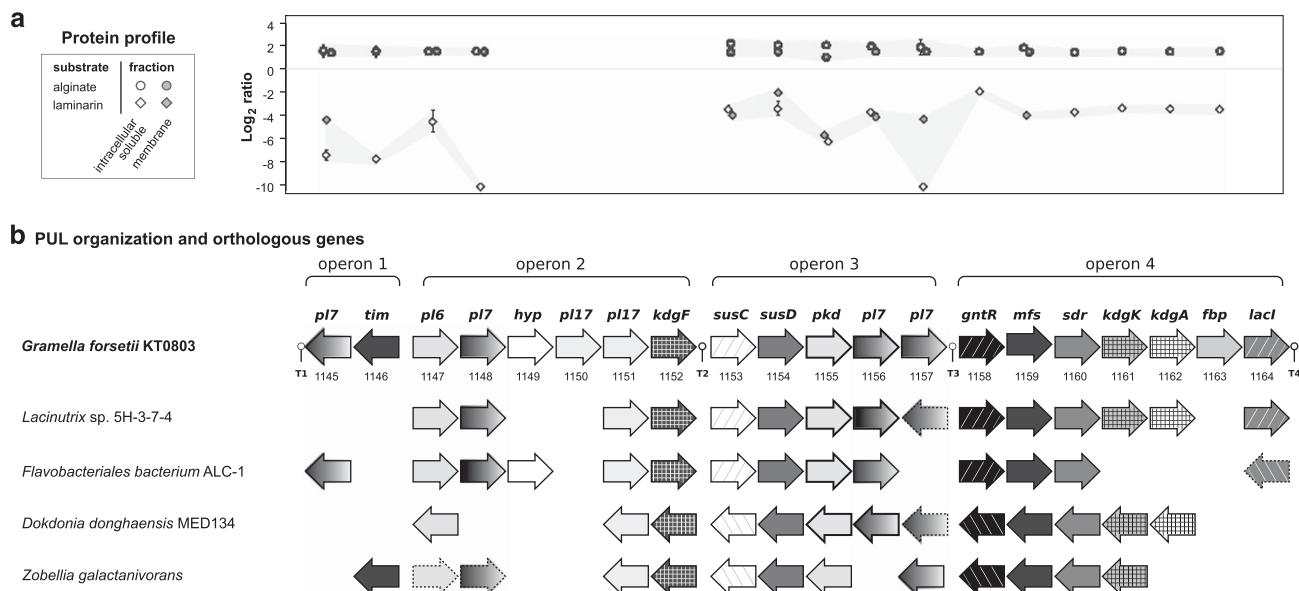 a
Protein profile
substrate fraction
alginate
laminarin
intracellular
soluble
membrane
Log2 ratio
4
2
0
-2
-4
-6
-8
-10
b PUL organization and orthologous genes
operon 1 operon 2 operon 3 operon 4
pl7 tim pl6 pl7 hyp pl17 pl17 kdgF susC susD pkd pl7 pl7 gntR mfs sdr kdgK kdgA fbp lacI
Gramella forsetii KT0803
T1 1145 1146 1147 1148 1149 1150 1151 1152 T2 1153 1154 1155 1156 1157 T3 1158 1159 1160 1161 1162 1163 1164 T4
Lacinutrix sp. 5H-3-7-4
Flavobacteriales bacterium ALC-1
Dokdonia donghaensis MED134
Zobellia galactanivorans